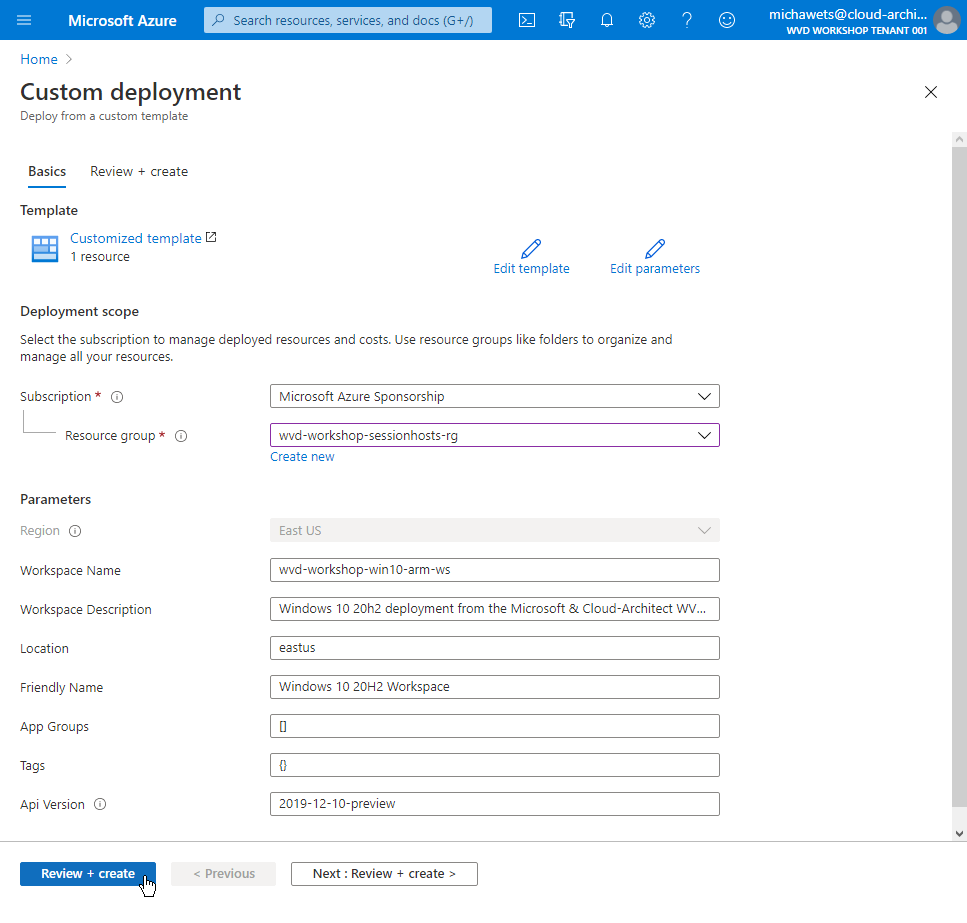 Microsoft Azure
Search resources, services, and docs (G+/)
michawets@cloud-archi...
WVD WORKSHOP TENANT 001
Home >
Custom deployment
Deploy from a custom template
Basics
Review + create
Template
Customized template
1 resource
Edit template
Edit parameters
Deployment scope
Select the subscription to manage deployed resources and costs. Use resource groups like folders to organize and
manage all your resources.
Subscription *
Microsoft Azure Sponsorship
Resource group *
wvd-workshop-sessionhosts-rg
Create new
Parameters
Region
East US
Workspace Name
wvd-workshop-win10-arm-ws
Workspace Description
Windows 10 20h2 deployment from the Microsoft & Cloud-Architect WV...
Location
eastus
Friendly Name
Windows 10 20H2 Workspace
App Groups
[]
Tags
{}
Api Version
2019-12-10-preview
Review + create
< Previous
Next : Review + create >